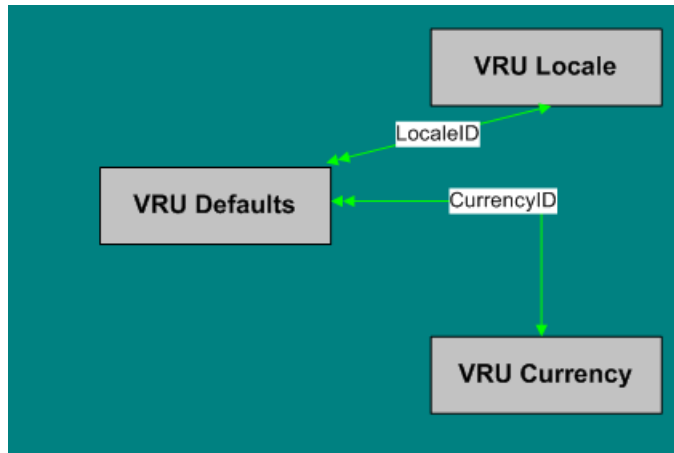 VRU Locale
LocaleID
VRU Defaults
CurrencyID
VRU Currency